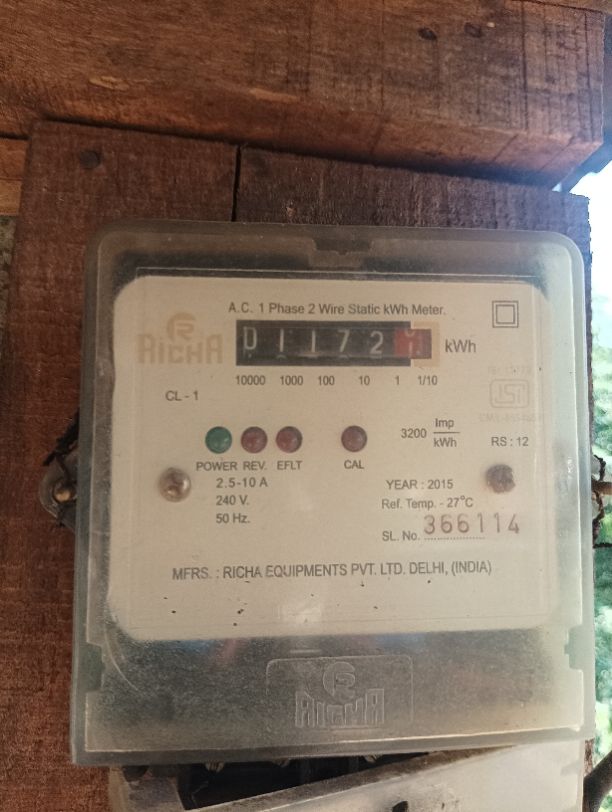 A.C. 1 Phase 2 Wire Static kWh Meter.
RICHA
01172
kWh
10000 1000 100 10 1 1/10
CL - 1
3200 Imp/kWh
RS : 12
POWER REV. EFLT CAL
2.5-10 A
240 V.
50 Hz.
YEAR : 2015
Ref. Temp. - 27°C
SL. No. 366114
MFRS. : RICHA EQUIPMENTS PVT. LTD. DELHI, (INDIA)
RICHA